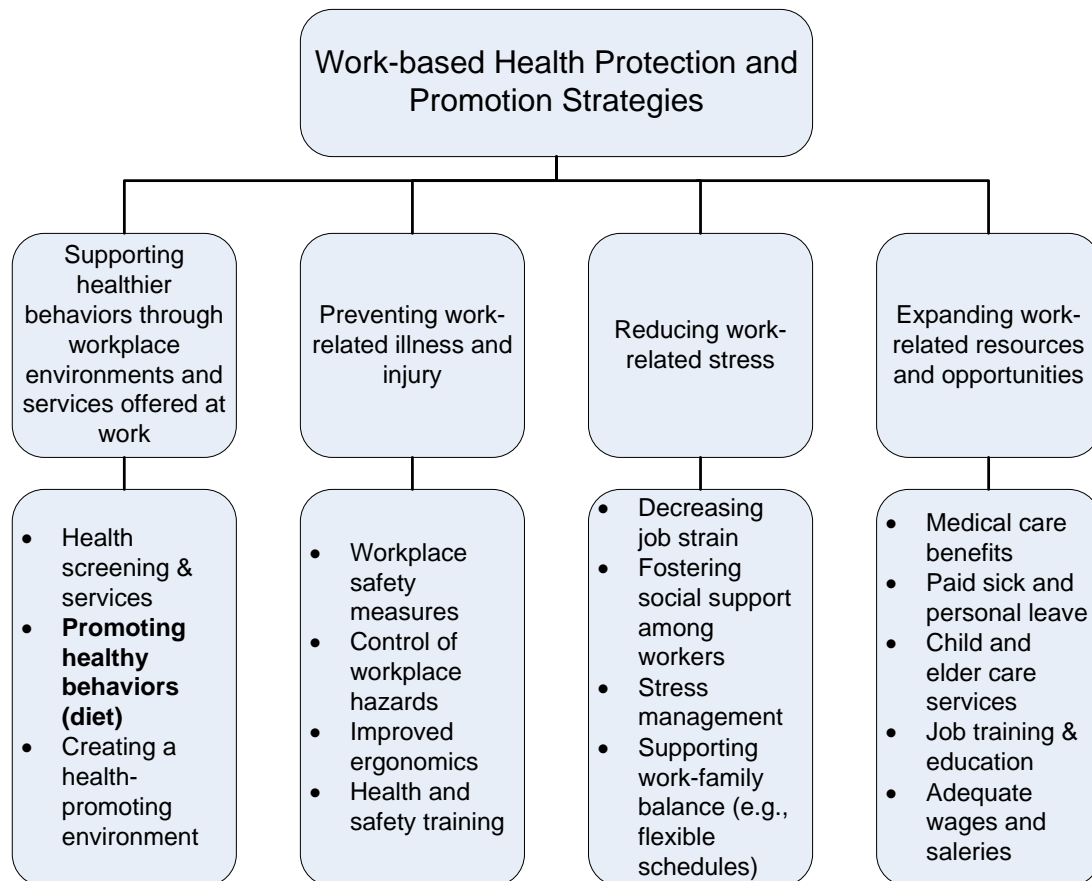 Work-based Health Protection and
Promotion Strategies
Supporting
healthier
behaviors through
workplace
environments and
services offered at
work
Preventing work-
related illness and
injury
Reducing work-
related stress
Expanding work-
related resources
and opportunities
• Health
screening &
services
• Promoting
healthy
behaviors
(diet)
• Creating a
health-
promoting
environment
• Workplace
safety
measures
• Control of
workplace
hazards
• Improved
ergonomics
• Health and
safety training
• Decreasing
job strain
• Fostering
social support
among
workers
• Stress
management
• Supporting
work-family
balance (e.g.,
flexible
schedules)
• Medical care
benefits
• Paid sick and
personal leave
• Child and
elder care
services
• Job training &
education
• Adequate
wages and
saleries